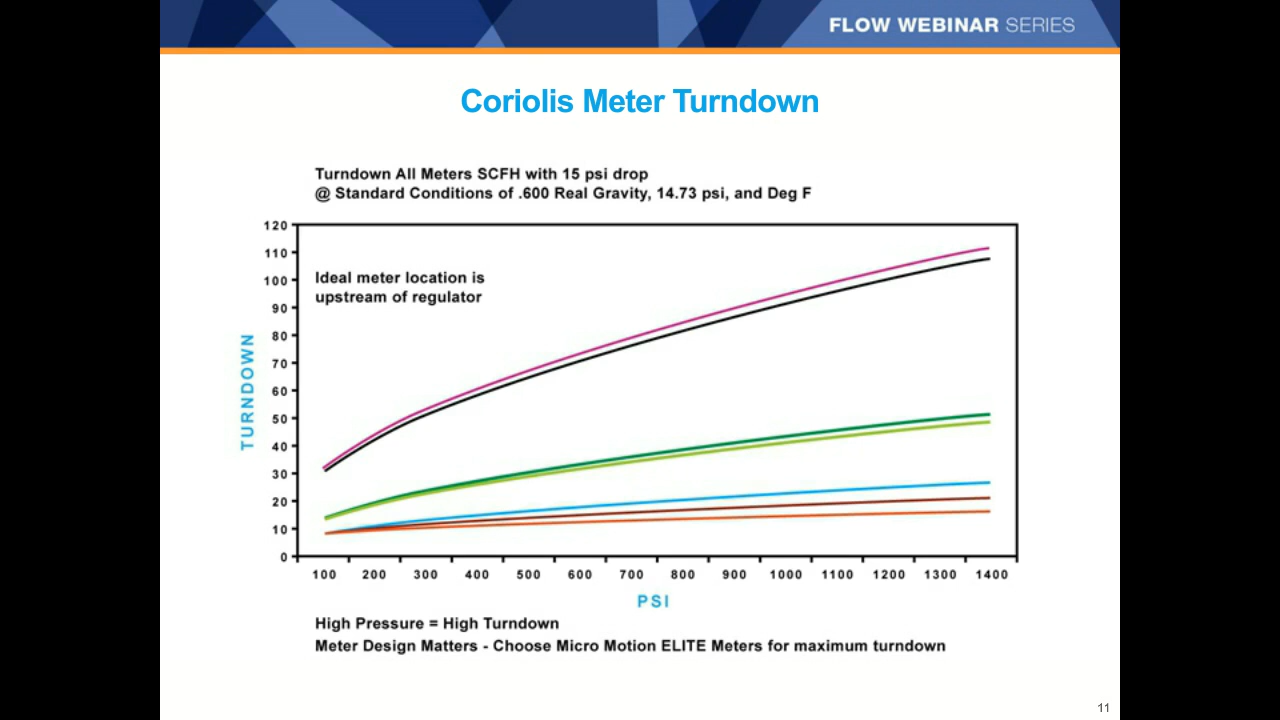 FLOW WEBINAR SERIES
Coriolis Meter Turndown
Turndown All Meters SCFH with 15 psi drop
@ Standard Conditions of .600 Real Gravity, 14.73 psi, and Deg F
120
110
100
90
80
70
60
50
40
30
20
10
0
Ideal meter location is
upstream of regulator
TURNDOWN
100 200 300 400 500 600 700 800 900 1000 1100 1200 1300 1400
PSI
High Pressure = High Turndown
Meter Design Matters - Choose Micro Motion ELITE Meters for maximum turndown
11